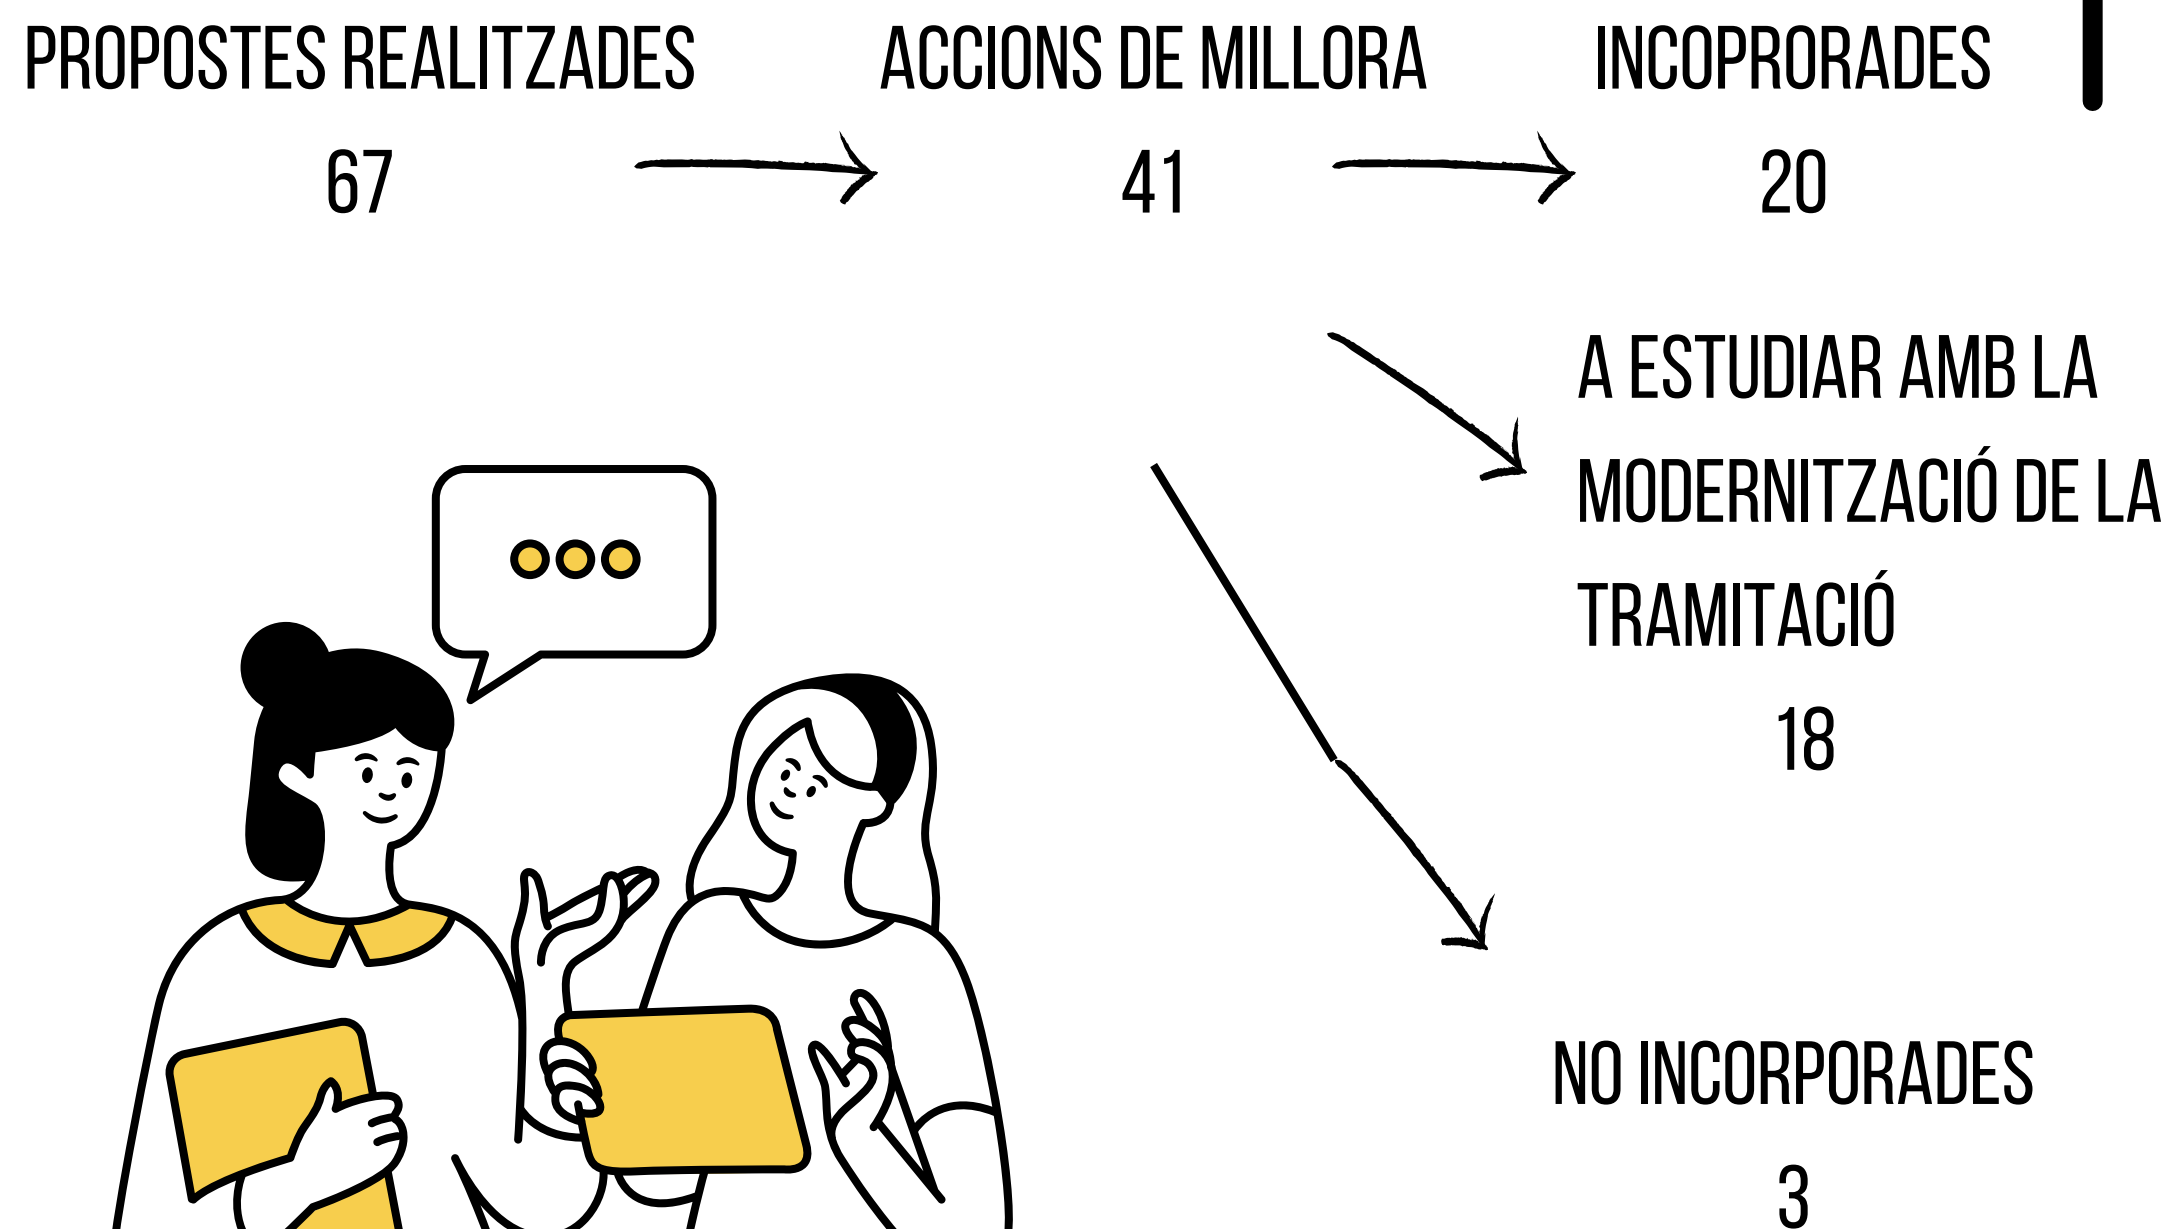 PROPOSTES REALITZADES
67
ACCIONS DE MILLORA
41
INCOPRORADES
20
A ESTUDIAR AMB LA
MODERNITZACIÓ DE LA
TRAMITACIÓ
18
NO INCORPORADES
3